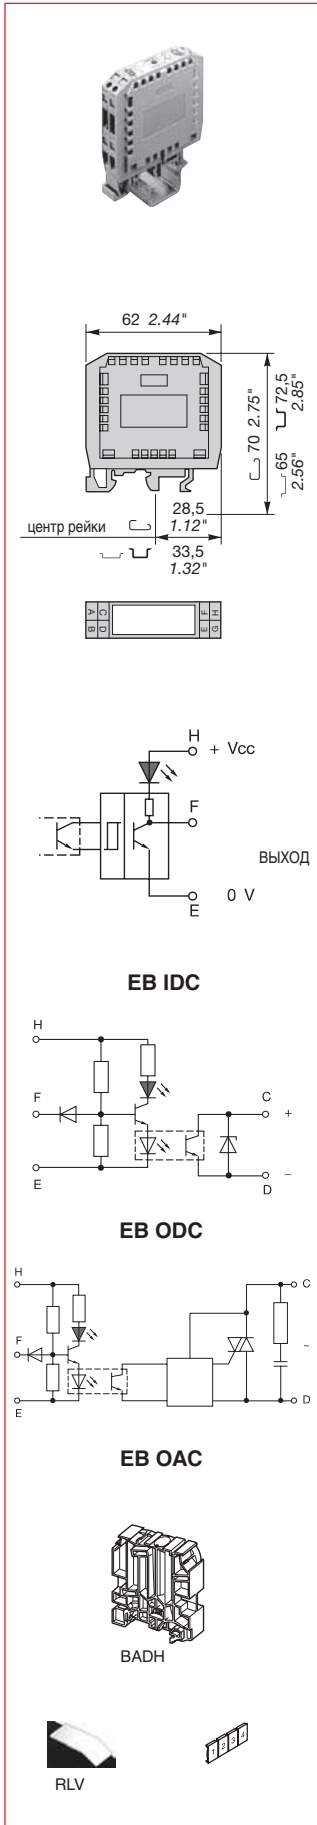 62 2.44"
70 2.75"
72,5
2.85"
65
2.56"
28,5
1.12"
центр рейки
33,5
1.32"
A C F H
B D E G
H
+ Vcc
F
ВЫХОД
0 V
E
EB IDC
H
F
C
+
E
D
–
EB ODC
H
C
F
~
E
D
EB OAC
BADH
1 2 3 4
RLV